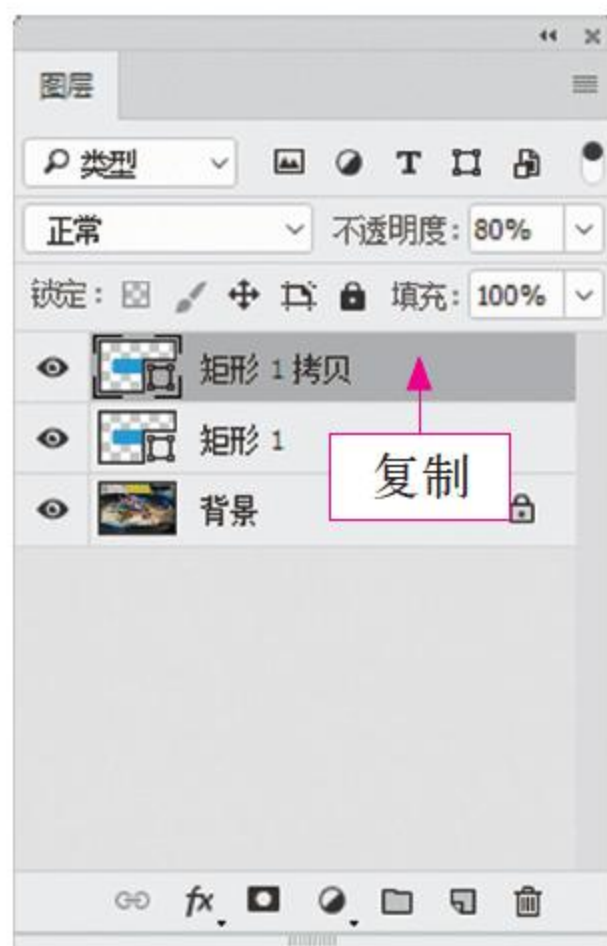 图层
类型
正常 不透明度: 80%
锁定: 填充: 100%
矩形 1 拷贝
矩形 1
复制
背景
fx